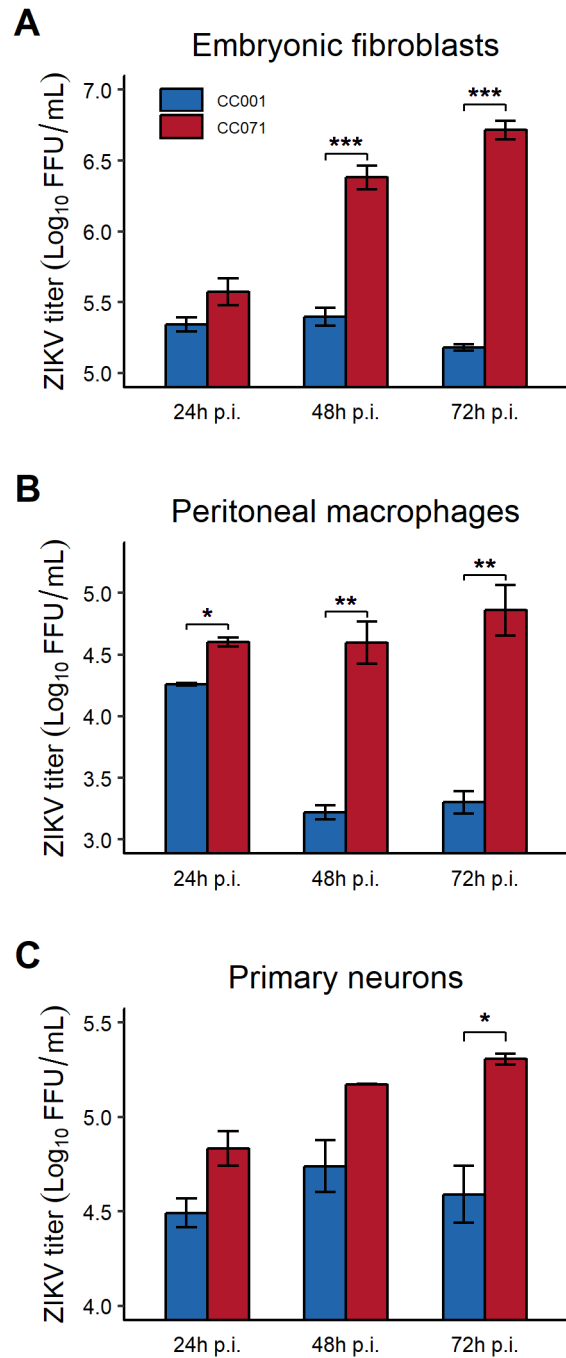 A
Embryonic fibroblasts
ZIKV titer (Log10 FFU/mL)
7.0
6.5
6.0
5.5
5.0
CC001
CC071
***
***
24h p.i.
48h p.i.
72h p.i.
B
Peritoneal macrophages
ZIKV titer (Log10 FFU/mL)
5.0
4.5
4.0
3.5
3.0
*
**
**
24h p.i.
48h p.i.
72h p.i.
C
Primary neurons
ZIKV titer (Log10 FFU/mL)
5.5
5.0
4.5
4.0
*
24h p.i.
48h p.i.
72h p.i.